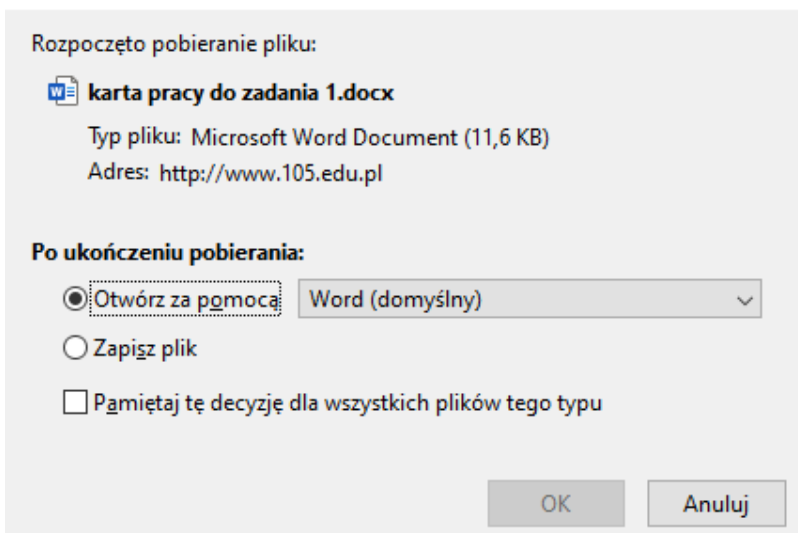 Rozpoczęto pobieranie pliku:
karta pracy do zadania 1.docx
Typ pliku: Microsoft Word Document (11,6 KB)
Adres: http://www.105.edu.pl
Po ukończeniu pobierania:
Otwórz za pomocą Word (domyślny)
Zapisz plik
Pamiętaj tę decyzję dla wszystkich plików tego typu
OK Anuluj